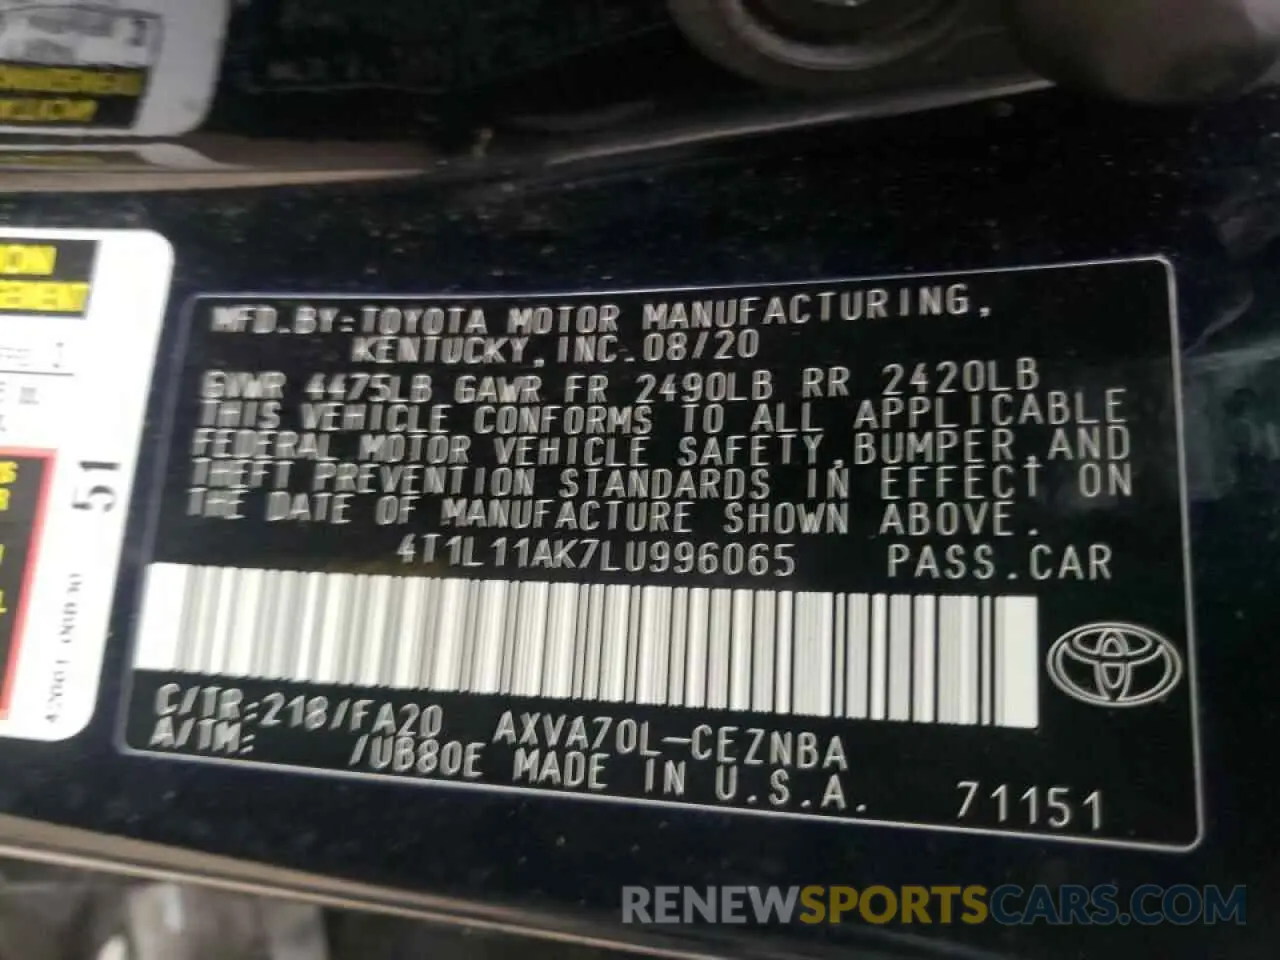 ION
51
MFD.BY:TOYOTA MOTOR MANUFACTURING,
KENTUCKY,INC.08/20
GVWR 4475LB GAWR FR 2490LB RR 2420LB
THIS VEHICLE CONFORMS TO ALL APPLICABLE
FEDERAL MOTOR VEHICLE SAFETY,BUMPER,AND
THEFT PREVENTION STANDARDS IN EFFECT ON
THE DATE OF MANUFACTURE SHOWN ABOVE.
4T1L11AK7LU996065 PASS.CAR
C/TR:218/FA20 AXVA70L-CEZNBA
A/TM: /UB80E MADE IN U.S.A.
71151
RENEWSPORTSCARS.COM